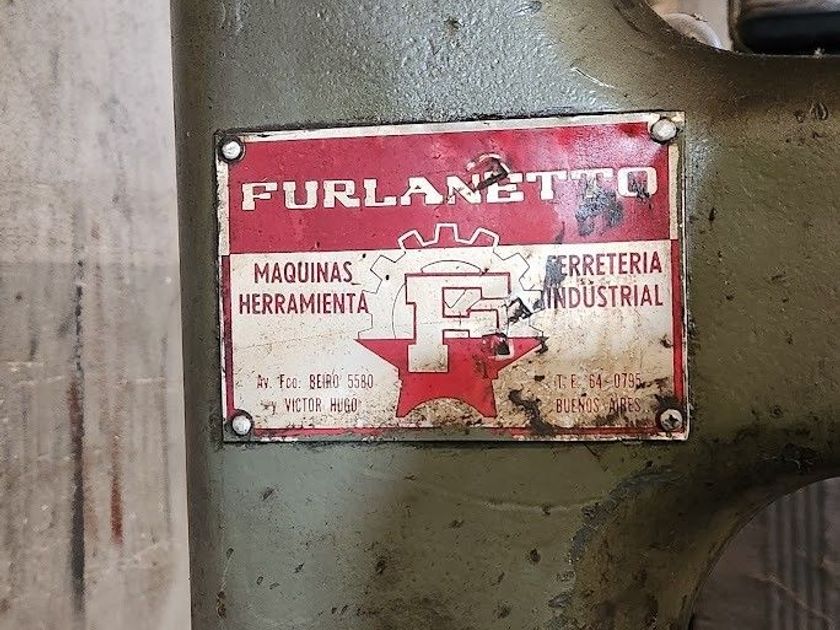 FURLANETTO
MAQUINAS
HERRAMIENTA
F
FERRETERIA
INDUSTRIAL
Av. Fco. BEIRO 5580
y VICTOR HUGO
T. E. 64-0795
BUENOS AIRES